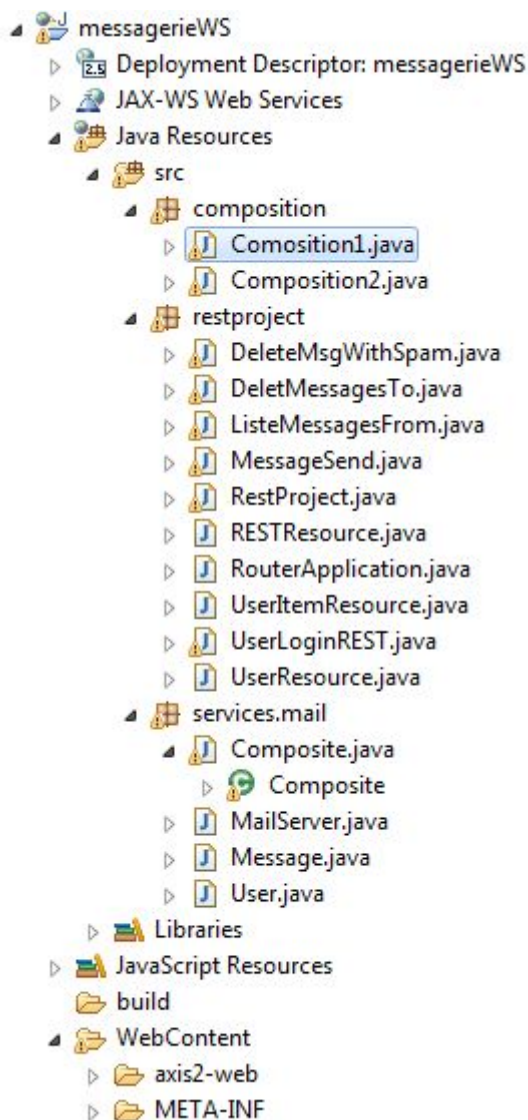 messagerieWS
2.5 Deployment Descriptor: messagerieWS
JAX-WS Web Services
Java Resources
src
composition
J Comosition1.java
J Composition2.java
restproject
J DeleteMsgWithSpam.java
J DeletMessagesTo.java
J ListeMessagesFrom.java
J MessageSend.java
J RestProject.java
J RESTResource.java
J RouterApplication.java
J UserItemResource.java
J UserLoginREST.java
J UserResource.java
services.mail
J Composite.java
C Composite
J MailServer.java
J Message.java
J User.java
Libraries
JavaScript Resources
build
WebContent
axis2-web
META-INF